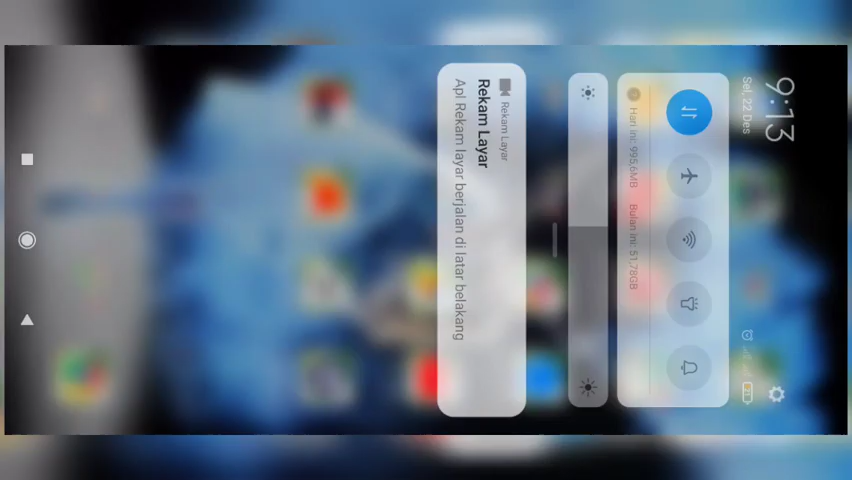 9:13
Sel, 22 Des
Hari ini: 995,6MB Bulan ini: 51,78GB
Rekam Layar
Rekam Layar
Apl Rekam layar berjalan di latar belakang